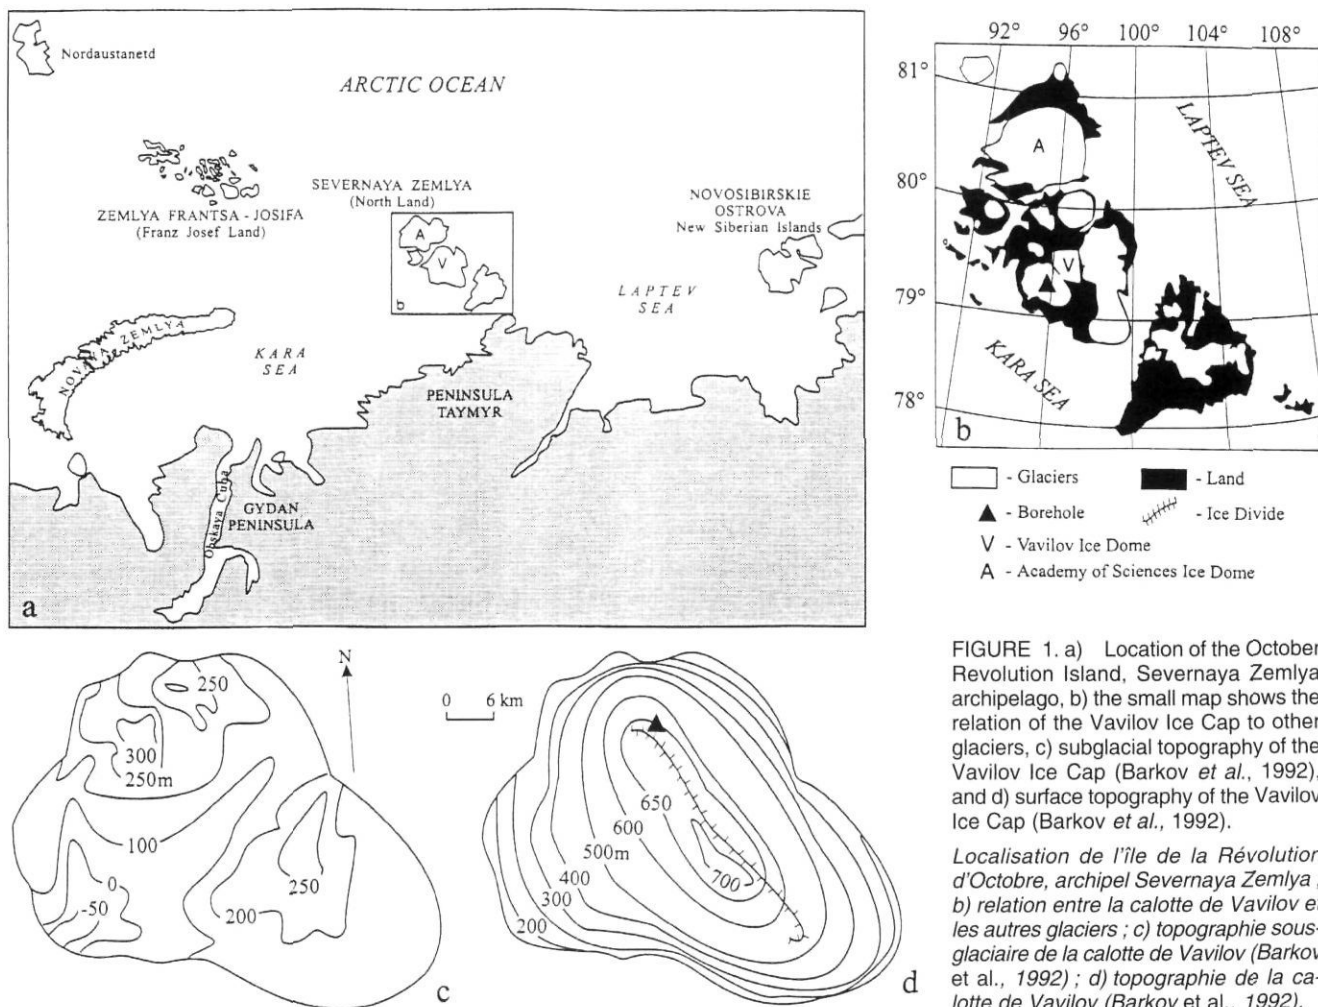 Nordaustanetd
ARCTIC OCEAN
SEVERNAYA ZEMLYA
(North Land)
ZEMLYA FRANTSA - JOSIFA
(Franz Josef Land)
NOVOSIBIRSKIE
OSTROVA
New Siberian Islands
A
V
b
LAPTEV
SEA
NOVAYA ZEMLYA
KARA
SEA
PENINSULA
TAYMYR
Obskaya Cuba
GYDAN
PENINSULA
a
92° 96° 100° 104° 108°
81°
80°
79°
78°
A
V
LAPTEV SEA
KARA SEA
b
- Glaciers
- Land
- Borehole
- Ice Divide
V - Vavilov Ice Dome
A - Academy of Sciences Ice Dome
N
250
300
250m
100
0
-50
200
250
c
0 6 km
650
600
500m
400
300
200
700
d
FIGURE 1. a) Location of the October
Revolution Island, Severnaya Zemlya
archipelago, b) the small map shows the
relation of the Vavilov Ice Cap to other
glaciers, c) subglacial topography of the
Vavilov Ice Cap (Barkov et al., 1992),
and d) surface topography of the Vavilov
Ice Cap (Barkov et al., 1992).
Localisation de l'île de la Révolution
d'Octobre, archipel Severnaya Zemlya ;
b) relation entre la calotte de Vavilov et
les autres glaciers ; c) topographie sous-
glaciaire de la calotte de Vavilov (Barkov
et al., 1992) ; d) topographie de la ca-
lotte de Vavilov (Barkov et al., 1992).